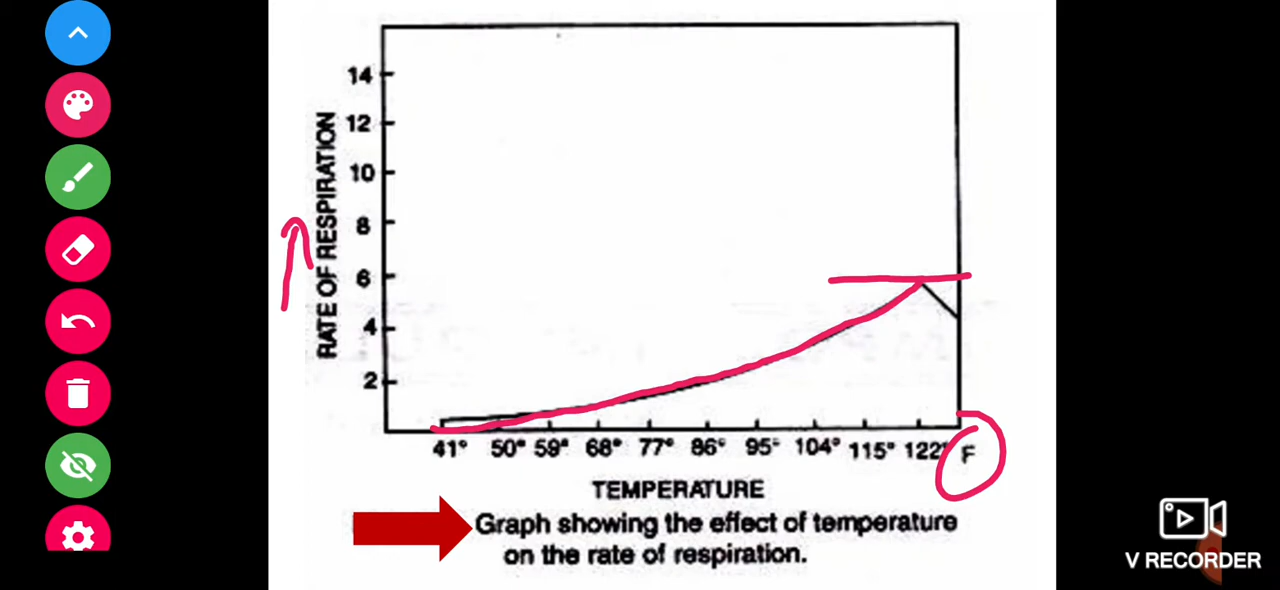 RATE OF RESPIRATION
14
12
10
8
6
4
2
41° 50° 59° 68° 77° 86° 95° 104° 115° 122° F
TEMPERATURE
Graph showing the effect of temperature
on the rate of respiration.
V RECORDER